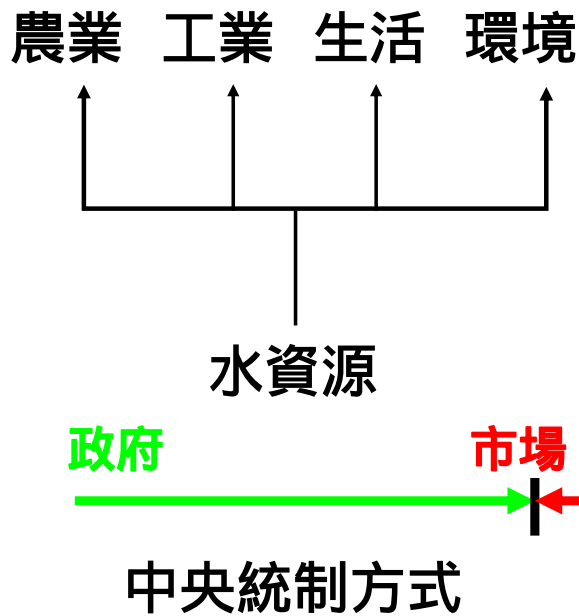 農業 工業 生活 環境
水資源
政府 市場
中央統制方式